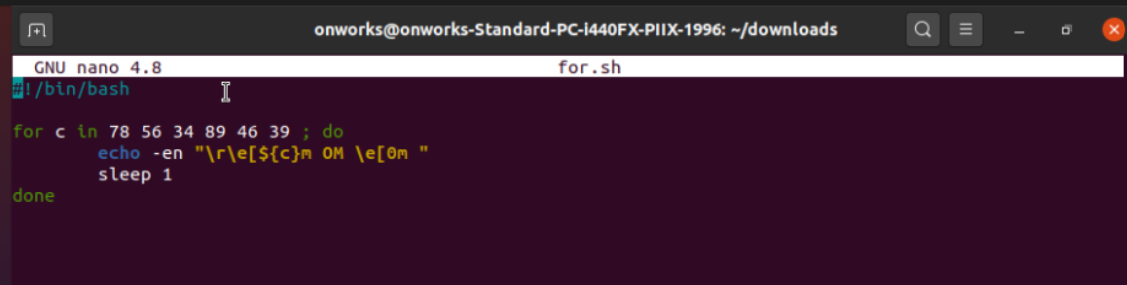 onworks@onworks-Standard-PC-i440FX-PIIX-1996: ~/downloads
GNU nano 4.8 for.sh
#!/bin/bash
for c in 78 56 34 89 46 39 ; do
echo -en "\r\e[${c}m OM \e[0m "
sleep 1
done